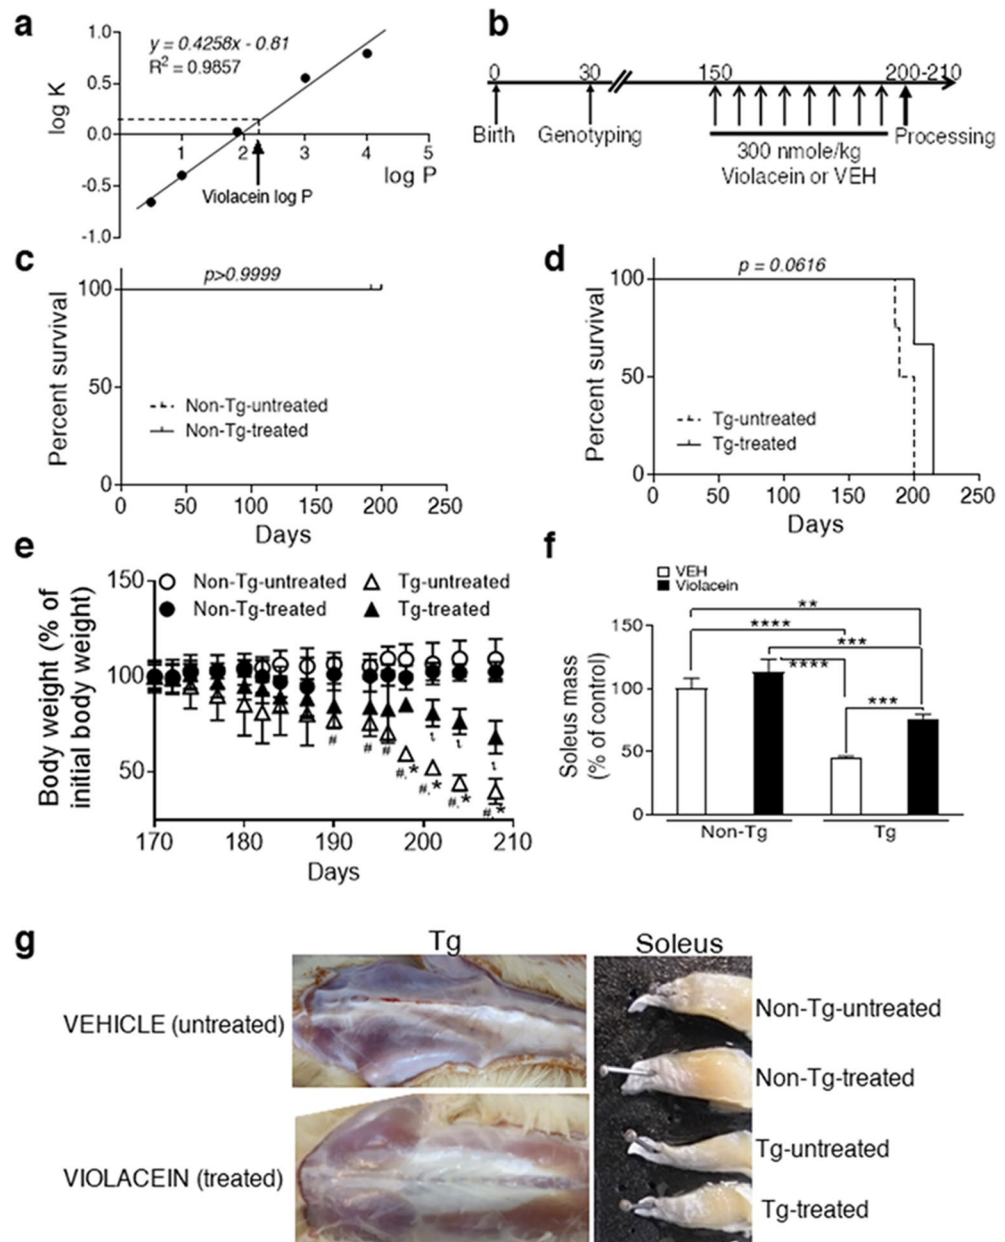 a
y = 0.4258x - 0.81
R2 = 0.9857
log K
1.0
0.5
0.0
-0.5
-1.0
1
2
3
4
5
log P
Violacein log P
b
0
30
150
200-210
Birth
Genotyping
Processing
300 nmole/kg
Violacein or VEH
c
p>0.9999
Percent survival
100
50
0
Non-Tg-untreated
Non-Tg-treated
0
50
100
150
200
250
Days
d
p = 0.0616
Percent survival
100
50
0
Tg-untreated
Tg-treated
0
50
100
150
200
250
Days
e
Body weight (% of
initial body weight)
150
100
50
Non-Tg-untreated
Tg-untreated
Non-Tg-treated
Tg-treated
#
#
#
#,*
#,*
#,*
#,*
170
180
190
200
210
Days
f
VEH
Violacein
Soleus mass
(% of control)
150
100
50
0
**
****
***
****
***
Non-Tg
Tg
g
Tg
Soleus
VEHICLE (untreated)
VIOLACEIN (treated)
Non-Tg-untreated
Non-Tg-treated
Tg-untreated
Tg-treated